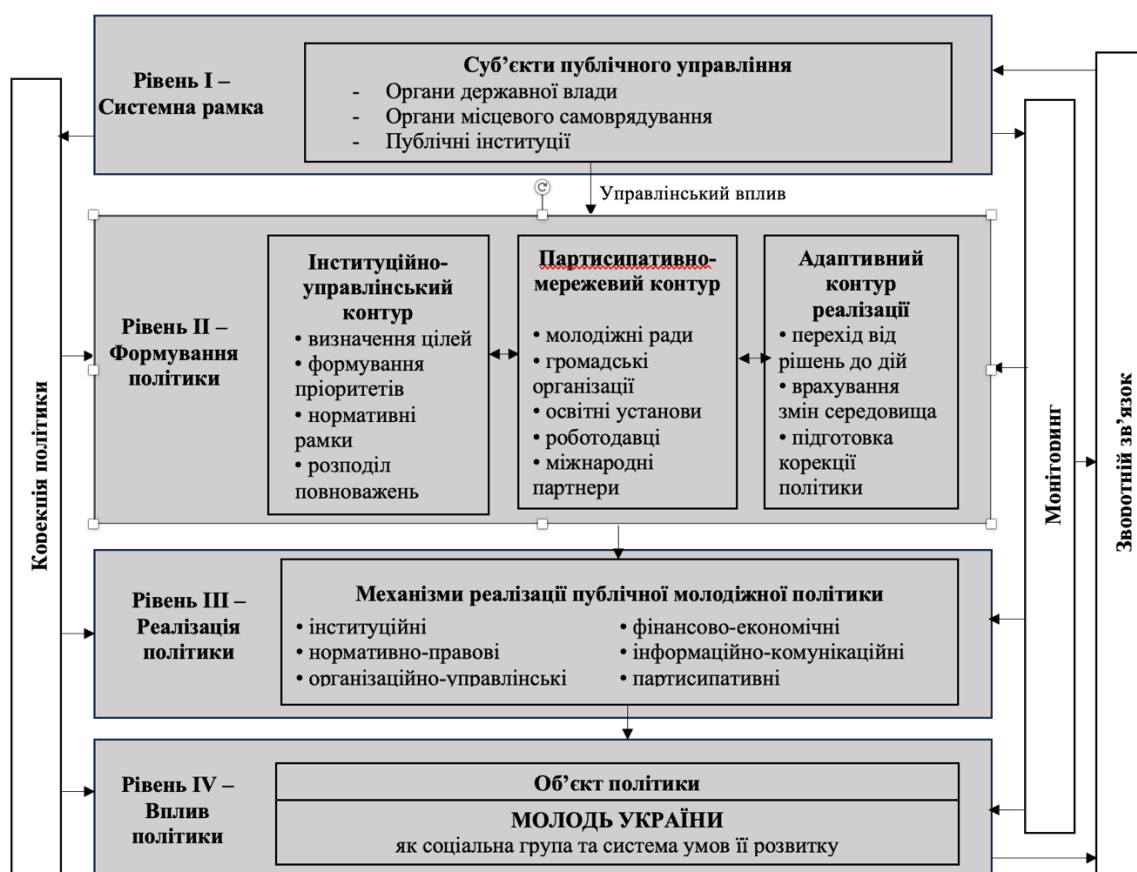 Рівень I –
Системна рамка
Суб’єкти публічного управління
- Органи державної влади
- Органи місцевого самоврядування
- Публічні інституції
Управлінський вплив
Рівень II –
Формування
політики
Інституційно-
управлінський
контур
• визначення цілей
• формування
пріоритетів
• нормативні
рамки
• розподіл
повноважень
Партисипативно-
мережевий контур
• молодіжні ради
• громадські
організації
• освітні установи
• роботодавці
• міжнародні
партнери
Адаптивний
контур
реалізації
• перехід від
рішень до дій
• врахування
змін середовища
• підготовка
корекції
політики
Рівень III –
Реалізація
політики
Механізми реалізації публічної молодіжної політики
• інституційні
• нормативно-правові
• організаційно-управлінські
• фінансово-економічні
• інформаційно-комунікаційні
• партисипативні
Рівень IV –
Вплив
політики
Об’єкт політики
МОЛОДЬ УКРАЇНИ
як соціальна група та система умов її розвитку
Корекція політики
Моніторинг
Зворотній зв’язок